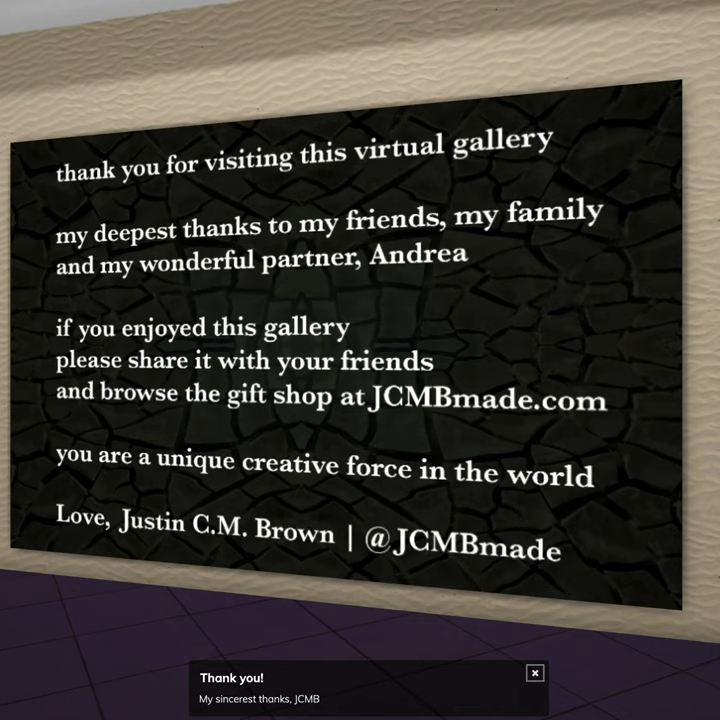 thank you for visiting this virtual gallery
my deepest thanks to my friends, my family
and my wonderful partner, Andrea
if you enjoyed this gallery
please share it with your friends
and browse the gift shop at JCMBmade.com
you are a unique creative force in the world
Love, Justin C.M. Brown | @JCMBmade
Thank you!
My sincerest thanks, JCMB